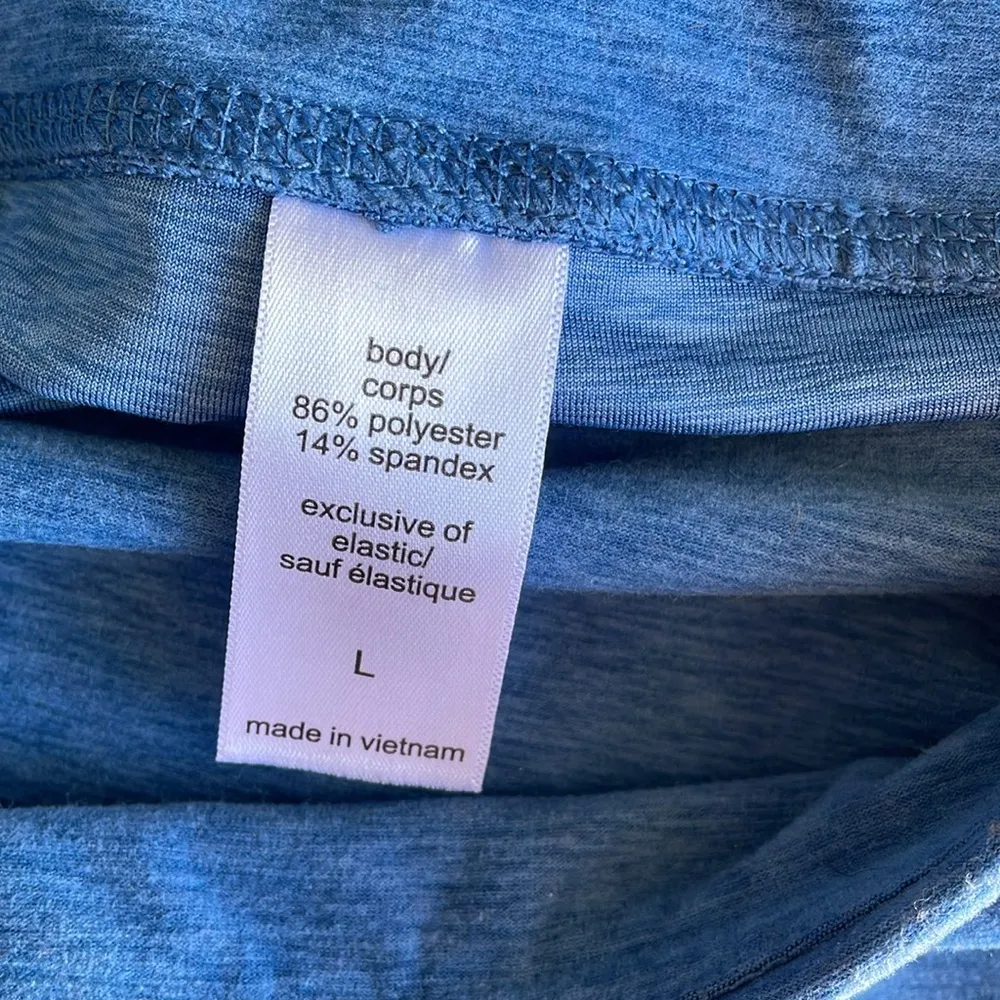 body/
corps
86% polyester
14% spandex
exclusive of
elastic/
sauf élastique
L
made in vietnam